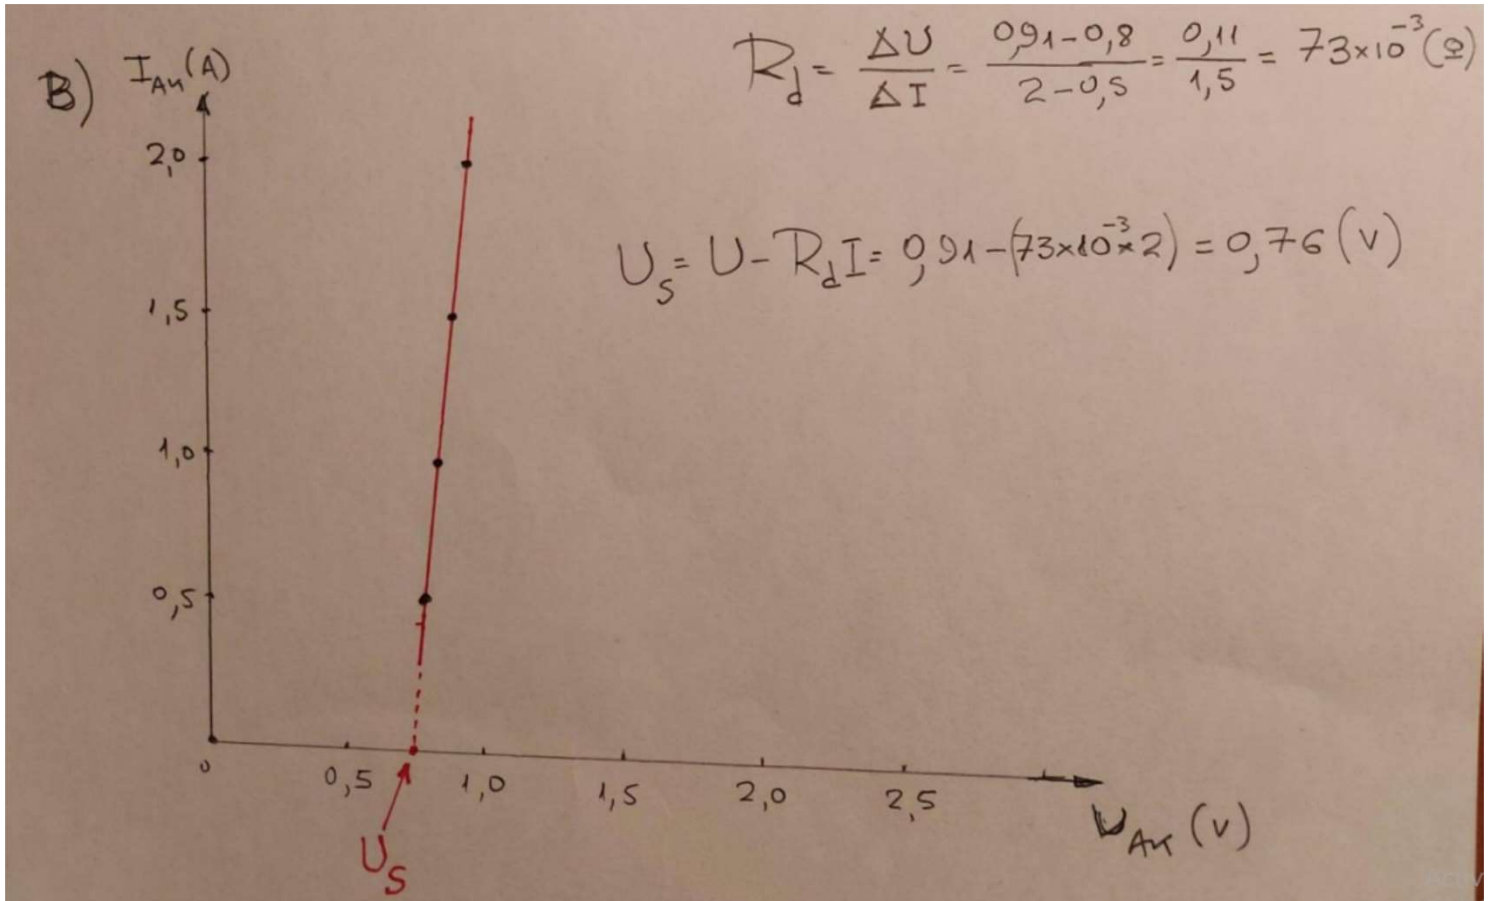 B) I_AK (A)
R_d = ΔU/ΔI = (0,91-0,8)/(2-0,5) = 0,11/1,5 = 73×10^-3 (Ω)
2,0
U_S = U - R_d I = 0,91 - (73×10^-3 × 2) = 0,76 (V)
1,5
1,0
0,5
0 0,5 1,0 1,5 2,0 2,5
U_AK (V)
U_S